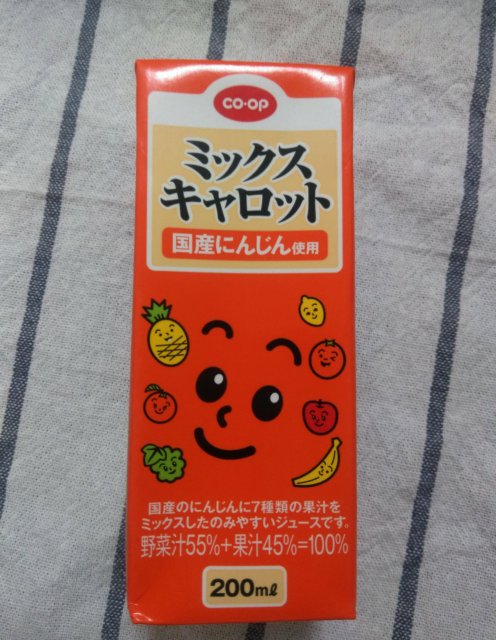 CO·OP
ミックス
キャロット
国産にんじん使用
国産のにんじんに7種類の果汁を
ミックスしたのみやすいジュースです。
野菜汁55%+果汁45%=100%
200mℓ